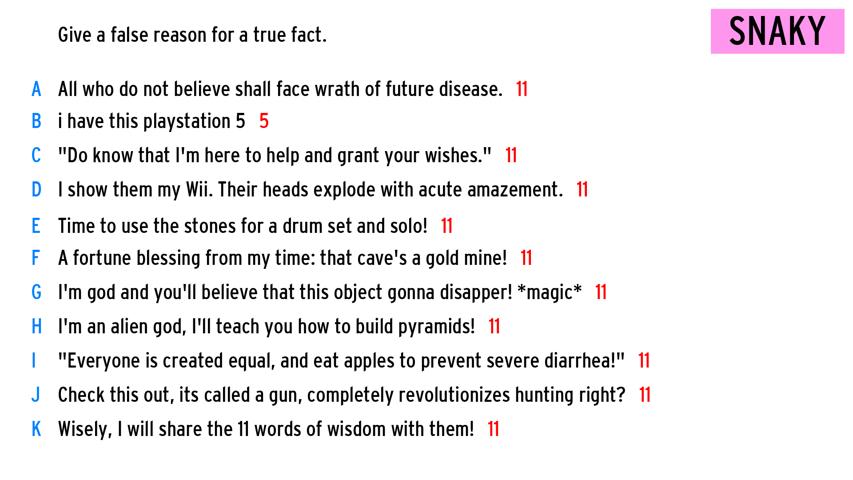 Give a false reason for a true fact.
SNAKY
A All who do not believe shall face wrath of future disease. 11
B i have this playstation 5 5
C "Do know that I'm here to help and grant your wishes." 11
D I show them my Wii. Their heads explode with acute amazement. 11
E Time to use the stones for a drum set and solo! 11
F A fortune blessing from my time: that cave's a gold mine! 11
G I'm god and you'll believe that this object gonna disapper! *magic* 11
H I'm an alien god, I'll teach you how to build pyramids! 11
I "Everyone is created equal, and eat apples to prevent severe diarrhea!" 11
J Check this out, its called a gun, completely revolutionizes hunting right? 11
K Wisely, I will share the 11 words of wisdom with them! 11